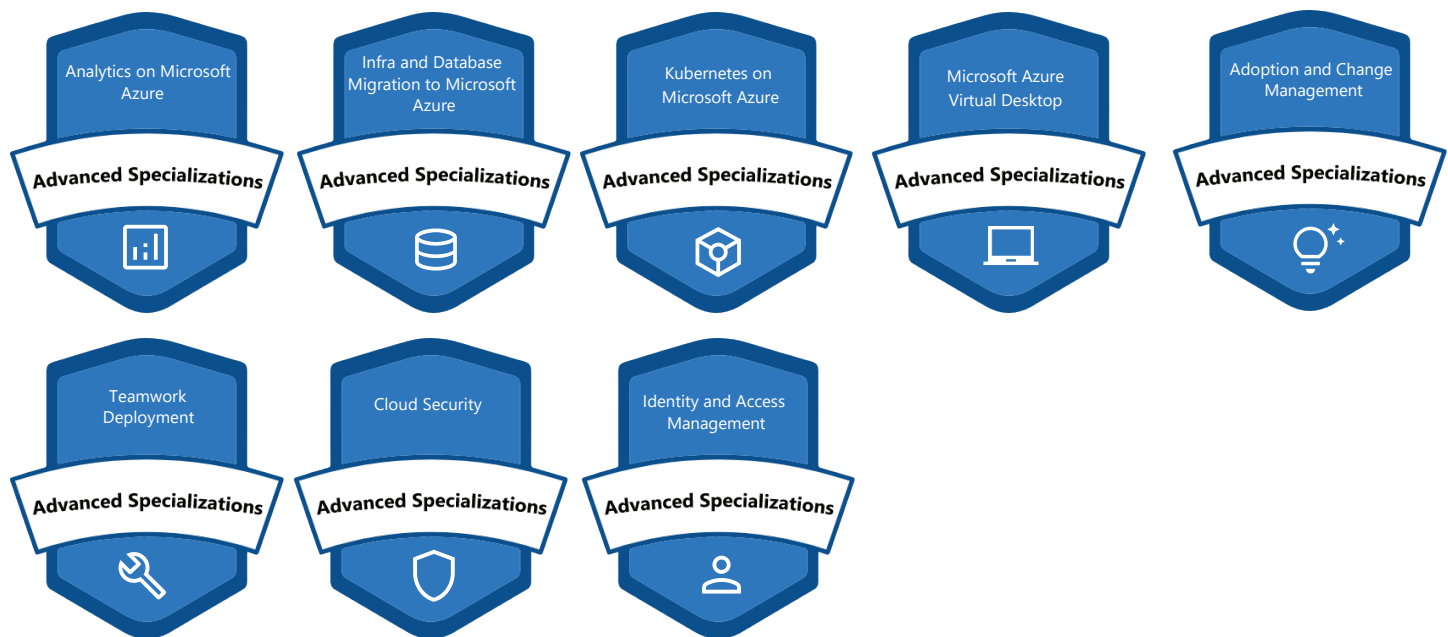 Analytics on Microsoft
Azure
Advanced Specializations
Infra and Database
Migration to Microsoft
Azure
Advanced Specializations
Kubernetes on
Microsoft Azure
Advanced Specializations
Microsoft Azure
Virtual Desktop
Advanced Specializations
Adoption and Change
Management
Advanced Specializations
Teamwork
Deployment
Advanced Specializations
Cloud Security
Advanced Specializations
Identity and Access
Management
Advanced Specializations